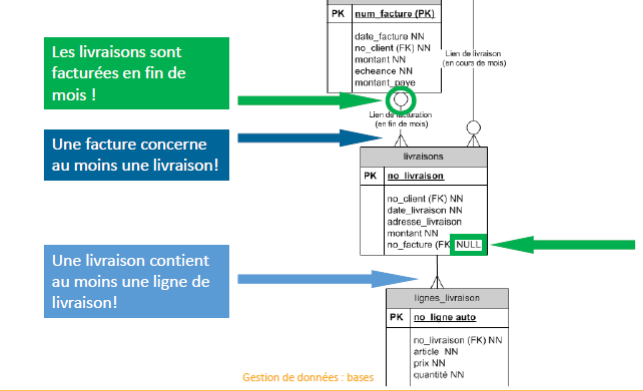 PK num_facture (PK)
date_facture NN
no_client (FK) NN
montant NN
echeance NN
montant_paye
Les livraisons sont
facturées en fin de
mois !
Lien de livraison
(en cours de mois)
Lien de facturation
(en fin de mois)
Une facture concerne
au moins une livraison!
livraisons
PK no_livraison
no_client (FK) NN
date_livraison NN
adresse_livraison
montant NN
no_facture (FK) NULL
Une livraison contient
au moins une ligne de
livraison!
lignes_livraison
PK no_ligne auto
no_livraison (FK) NN
article NN
prix NN
quantité NN
Gestion de données : bases